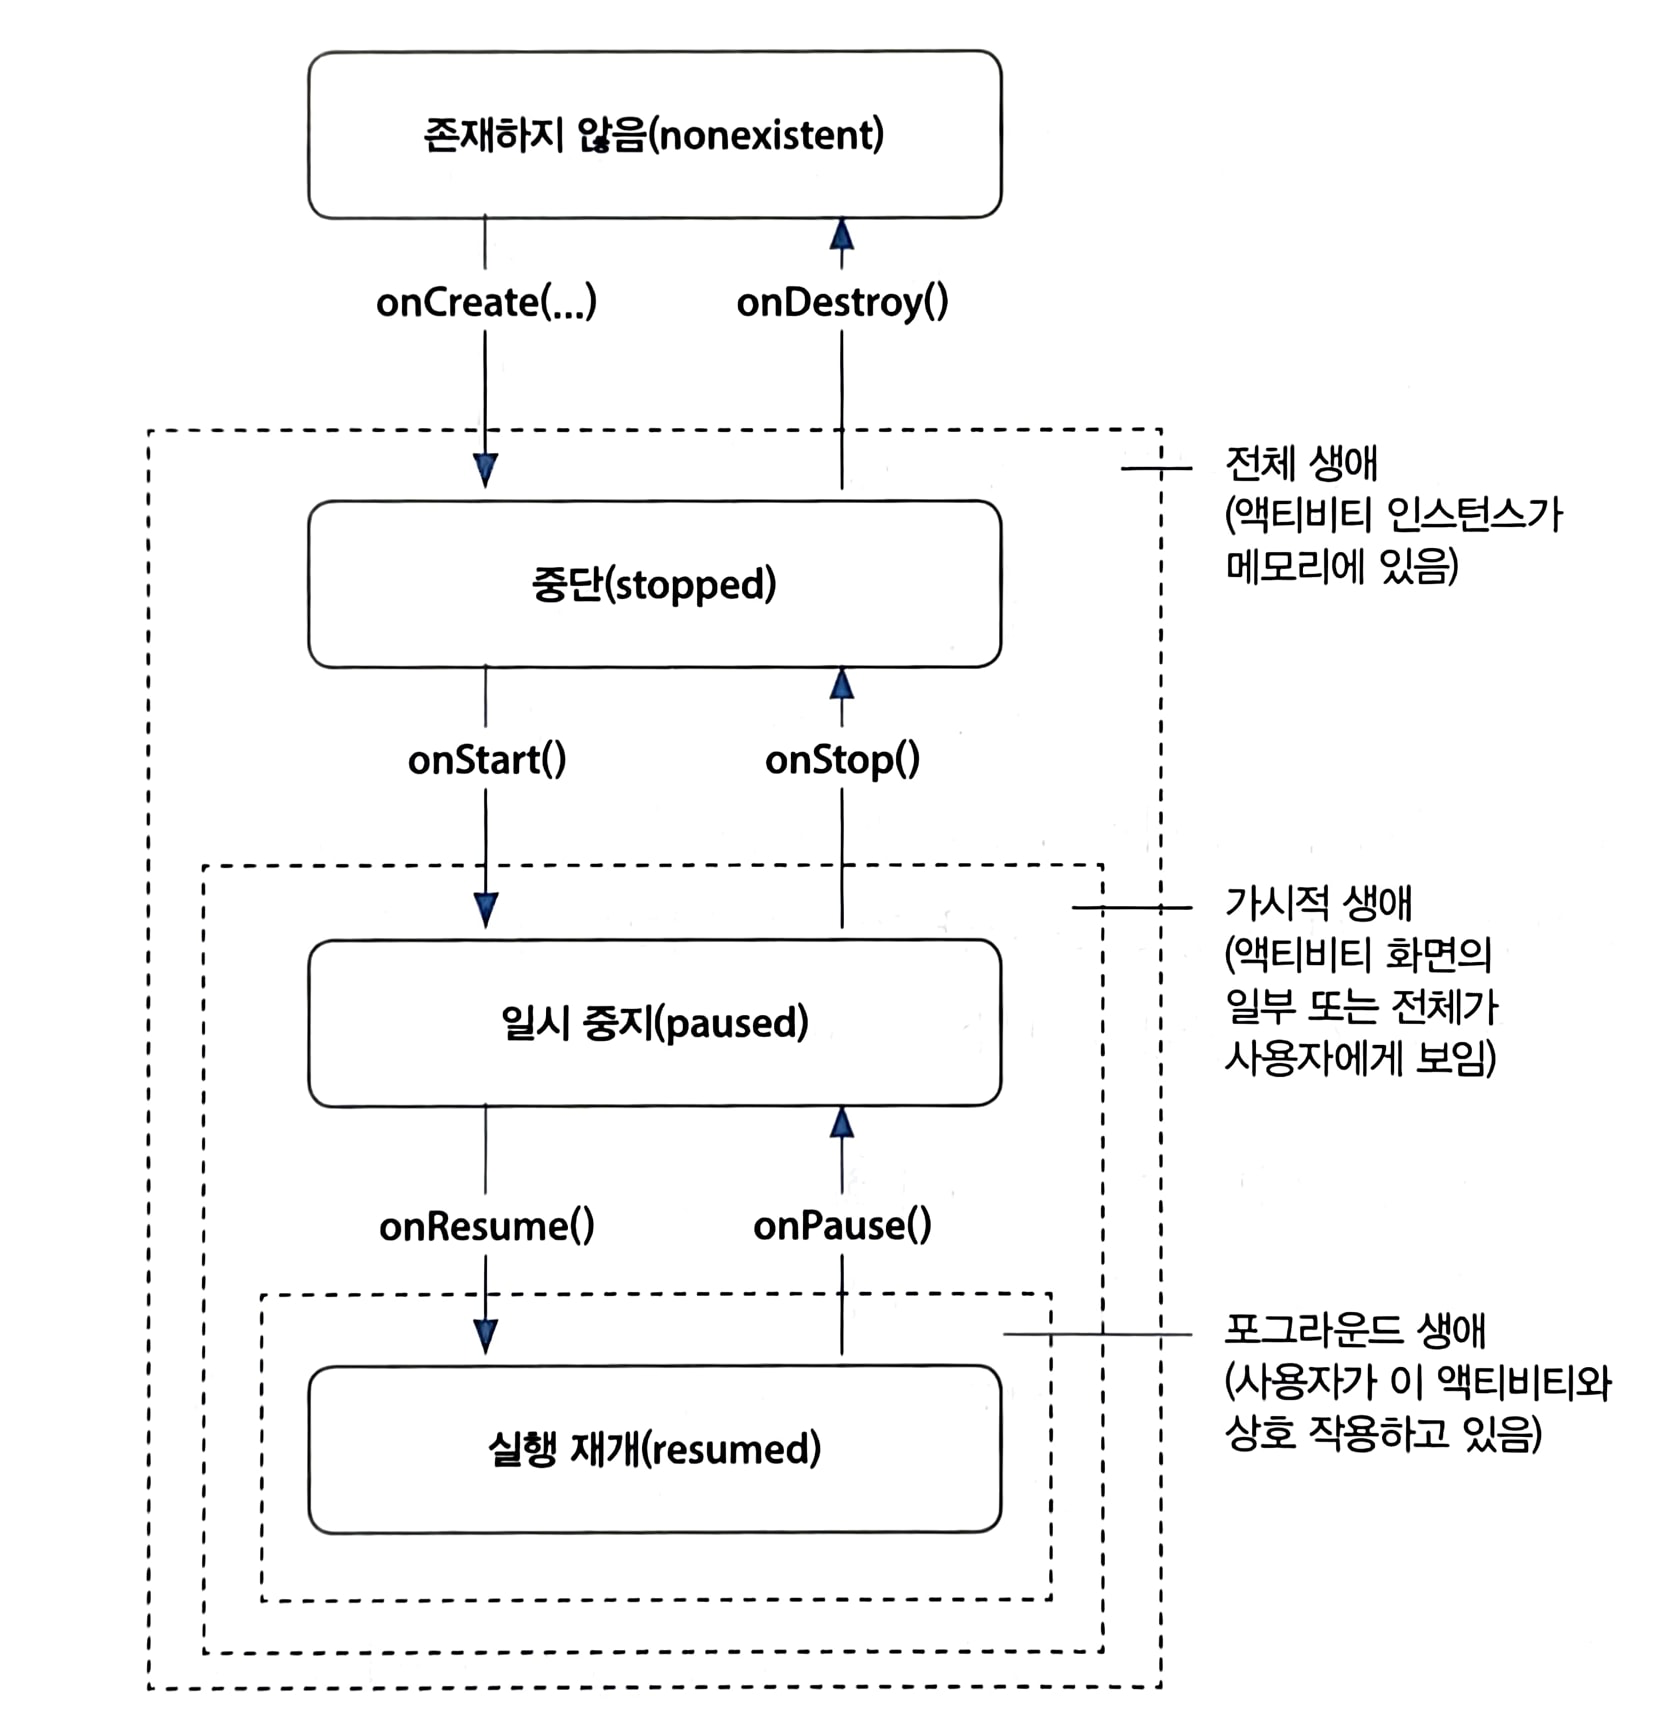 존재하지 않음(nonexistent)
onCreate(...)
onDestroy()
전체 생애
(액티비티 인스턴스가
메모리에 있음)
중단(stopped)
onStart()
onStop()
가시적 생애
(액티비티 화면의
일부 또는 전체가
사용자에게 보임)
일시 중지(paused)
onResume()
onPause()
포그라운드 생애
(사용자가 이 액티비티와
상호 작용하고 있음)
실행 재개(resumed)